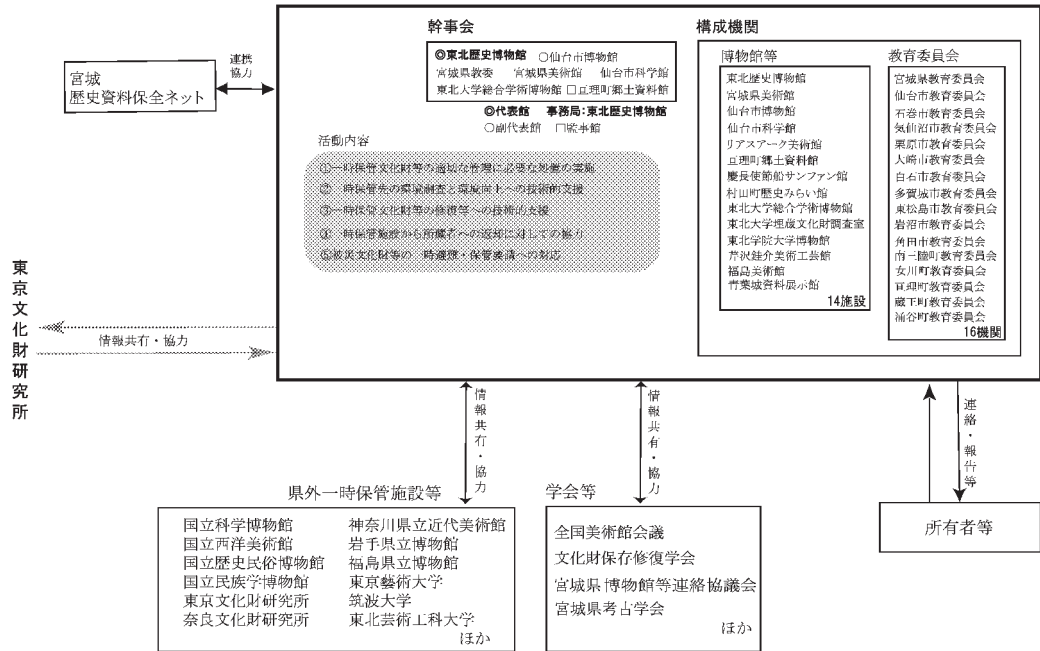 宮城
歴史資料保全ネット
連携
協力
幹事会
◎東北歴史博物館 ○仙台市博物館
宮城県教委 宮城県美術館 仙台市科学館
東北大学総合学術博物館 □亘理町郷土資料館
◎代表館 事務局：東北歴史博物館
○副代表館 □監事館
活動内容
①一時保管文化財等の適切な管理に必要な処置の実施
②一時保管先の環境調査と環境向上への技術的支援
③一時保管文化財等の修復等への技術的支援
④一時保管施設から所蔵者への返却に対しての協力
⑤被災文化財等の一時避難・保管要請への対応
構成機関
博物館等
東北歴史博物館
宮城県美術館
仙台市博物館
仙台市科学館
リアスアーク美術館
亘理町郷土資料館
慶長使節船サンファン館
村田町歴史みらい館
東北大学総合学術博物館
東北大学埋蔵文化財調査室
東北学院大学博物館
芹沢銈介美術工芸館
福島美術館
青葉城資料展示館
14施設
教育委員会
宮城県教育委員会
仙台市教育委員会
石巻市教育委員会
気仙沼市教育委員会
栗原市教育委員会
大崎市教育委員会
白石市教育委員会
多賀城市教育委員会
東松島市教育委員会
岩沼市教育委員会
角田市教育委員会
南三陸町教育委員会
女川町教育委員会
亘理町教育委員会
蔵王町教育委員会
涌谷町教育委員会
16機関
東京文化財研究所
情報共有・協力
情報共有・協力
情報共有・協力
連絡・報告等
県外一時保管施設等
国立科学博物館 神奈川県立近代美術館
国立西洋美術館 岩手県立博物館
国立歴史民俗博物館 福島県立博物館
国立民族学博物館 東京藝術大学
東京文化財研究所 筑波大学
奈良文化財研究所 東北芸術工科大学
ほか
学会等
全国美術館会議
文化財保存修復学会
宮城県博物館等連絡協議会
宮城県考古学会
ほか
所有者等